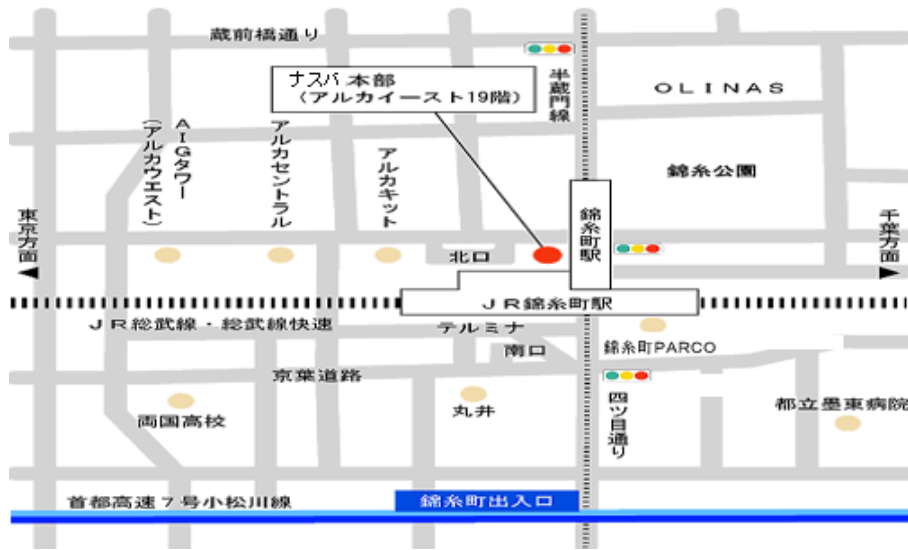 蔵前橋通り
ナスバ 本部
（アルカイースト19階）
半蔵門線
OLINAS
AIGタワー
（アルカウエスト）
アルカセントラル
アルカキット
錦糸公園
錦糸町駅
東京方面
千葉方面
北口
JR錦糸町駅
JR総武線・総武線快速
テルミナ
南口
錦糸町PARCO
京葉道路
丸井
両国高校
四ツ目通り
都立墨東病院
首都高速7号小松川線
錦糸町出入口